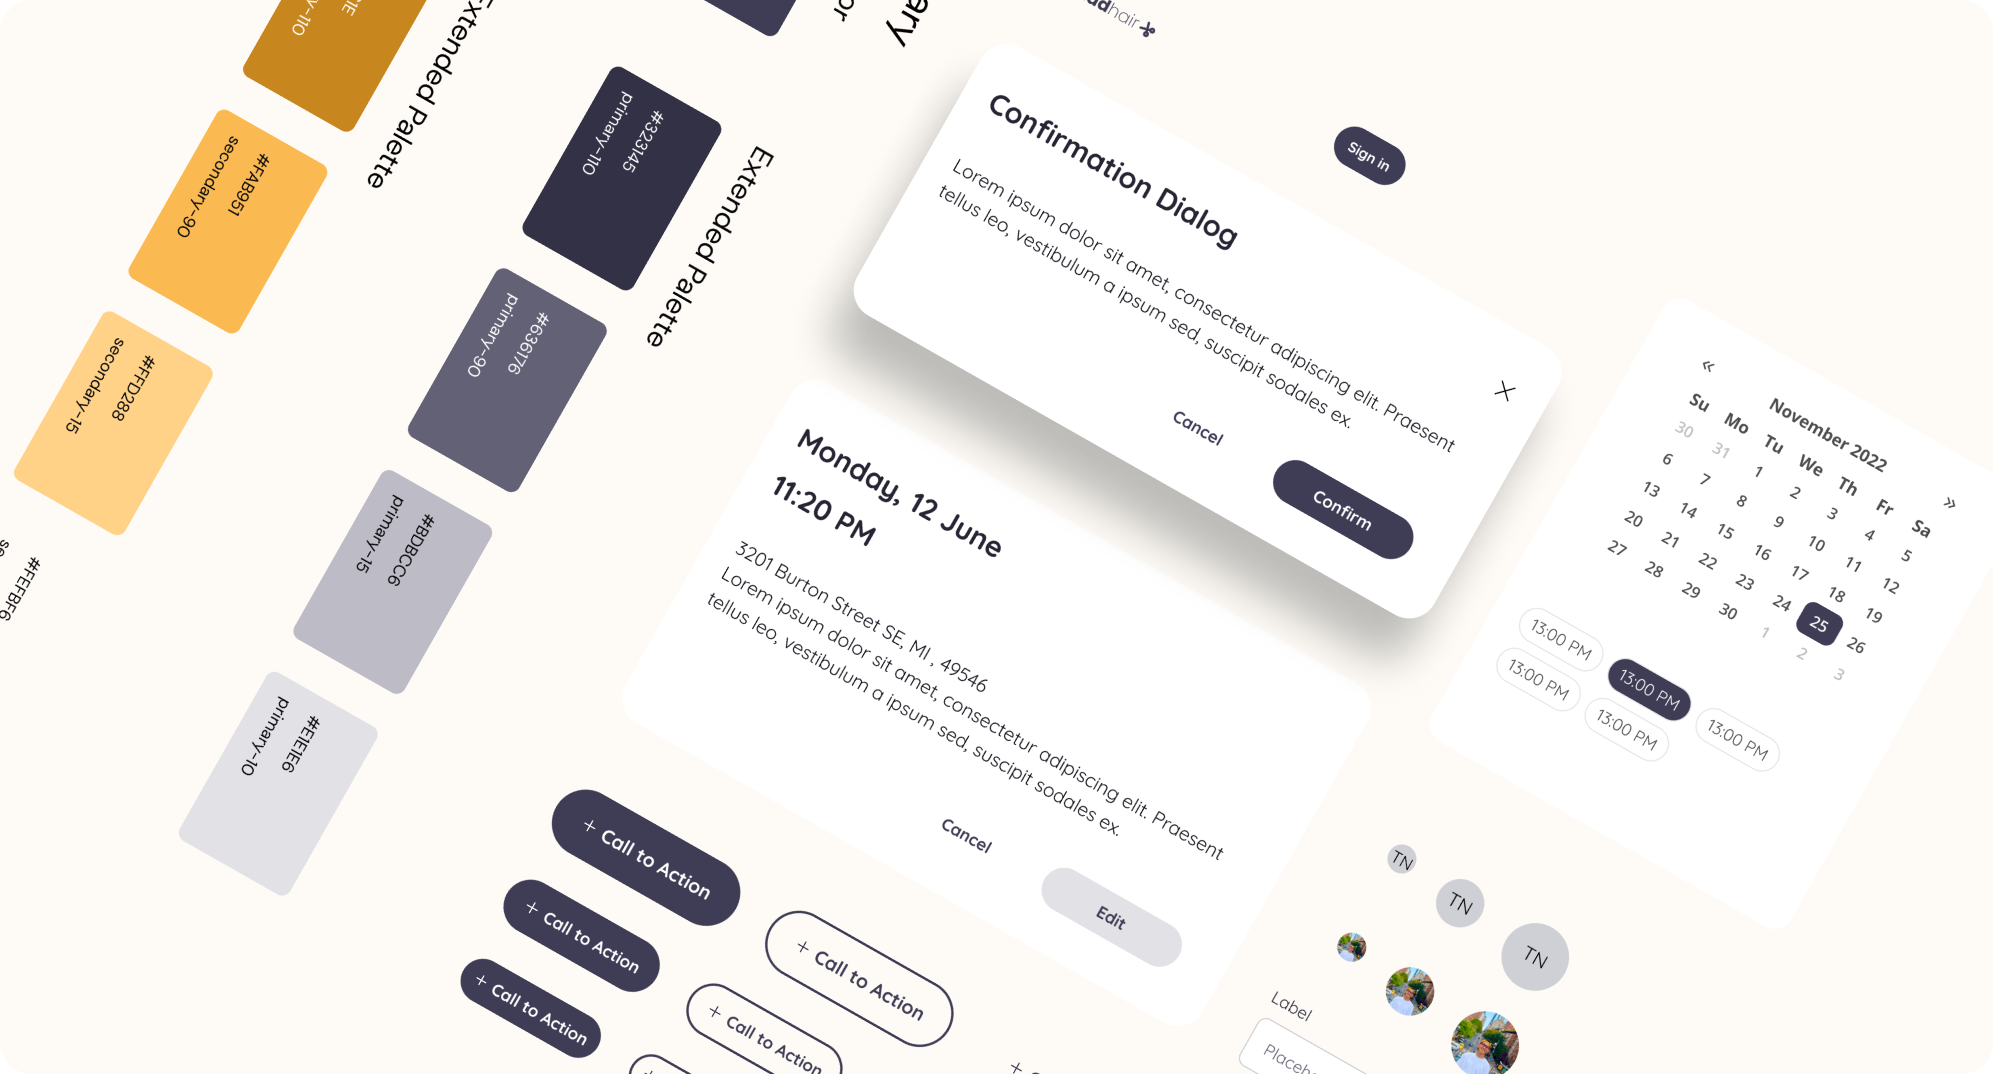 Extended Palette
#FAB951
secondary-90
#FFD288
secondary-15
#FEFBF6
Extended Palette
#323145
primary-110
#636176
primary-90
#BDBCC6
primary-15
#E1E1E6
primary-10
hair
Sign in
Confirmation Dialog
Lorem ipsum dolor sit amet, consectetur adipiscing elit. Praesent
tellus leo, vestibulum a ipsum sed, suscipit sodales ex.
Cancel
Confirm
Monday, 12 June
11:20 PM
3201 Burton Street SE, MI , 49546
Lorem ipsum dolor sit amet, consectetur adipiscing elit. Praesent
tellus leo, vestibulum a ipsum sed, suscipit sodales ex.
Cancel
Edit
« November 2022 »
Su Mo Tu We Th Fr Sa
30 31 1 2 3 4 5
6 7 8 9 10 11 12
13 14 15 16 17 18 19
20 21 22 23 24 25 26
27 28 29 30 1 2 3
13:00 PM 13:00 PM 13:00 PM
13:00 PM 13:00 PM
+ Call to Action
+ Call to Action
+ Call to Action
+ Call to Action
+ Call to Action
TN
TN
TN
Label